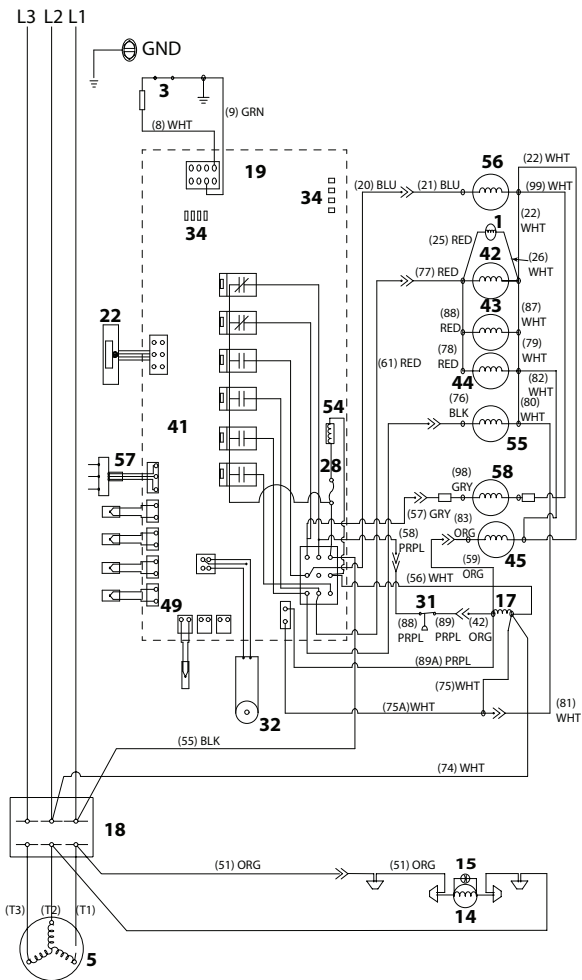 L3 L2 L1
GND
3
(9) GRN
(8) WHT
19
34
34
56
(22) WHT
(20) BLU
(21) BLU
(99) WHT
1
(22)
WHT
(25) RED
(26)
WHT
42
(77) RED
43
(88)
RED
(87)
WHT
(61) RED
(78)
RED
(79)
WHT
44
(82)
WHT
22
(76)
BLK
(80)
WHT
54
55
41
28
57
(98)
GRY
58
(57) GRY
(83)
ORG
(58)
PRPL
(59)
ORG
45
(56) WHT
49
31
17
(88)
PRPL
(89)
PRPL
(42)
ORG
(89A) PRPL
(75)WHT
(75A)WHT
(81)
WHT
32
(55) BLK
(74) WHT
18
(51) ORG
(51) ORG
15
14
(T3) (T2) (T1)
5